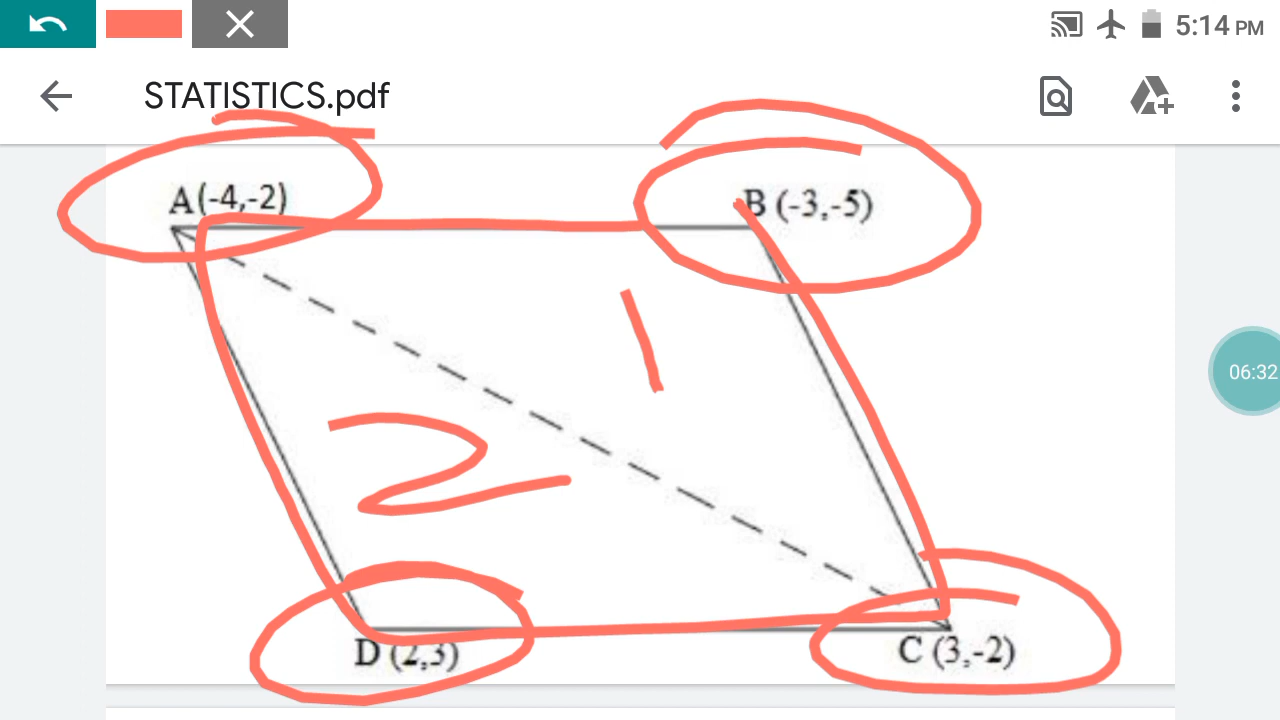 5:14 PM
STATISTICS.pdf
A(-4,-2)
B (-3,-5)
1
06:32
2
D (2,3)
C (3,-2)